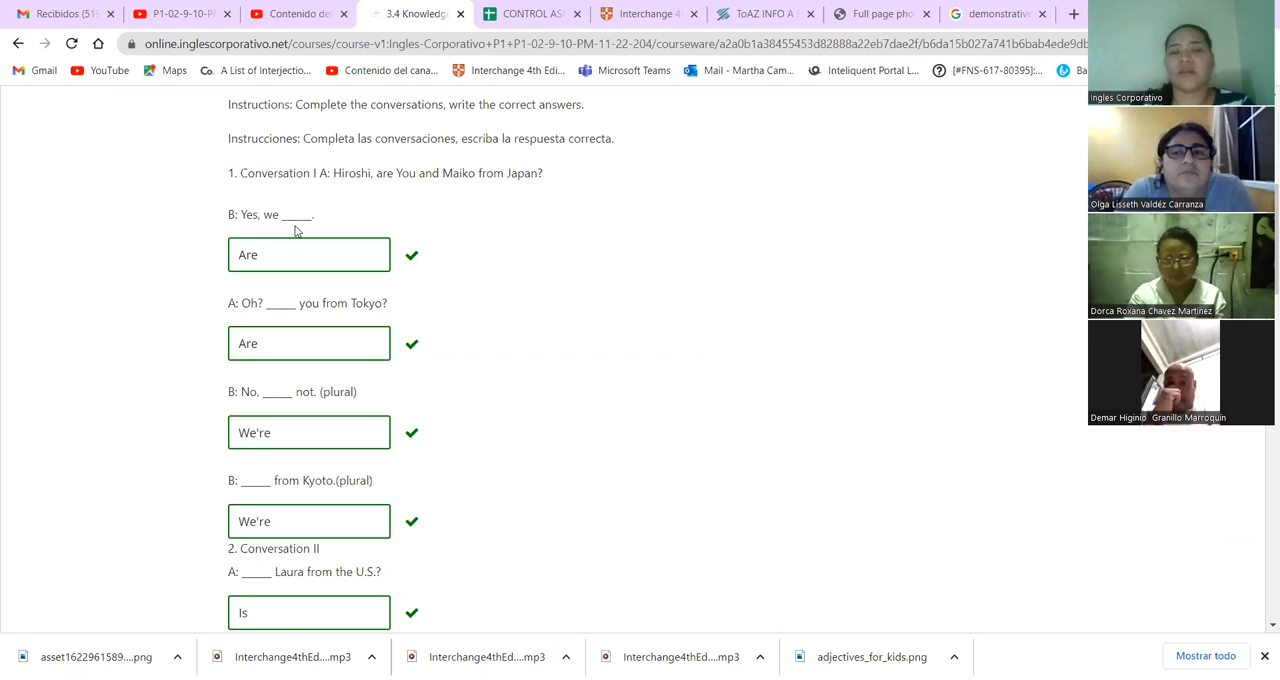 Recibidos (51
P1-02-9-10-P
Contenido de
3.4 Knowledg
CONTROL ASI
Interchange 4
ToAZ INFO A
Full page pho
demonstrative
online.inglescorporativo.net/courses/course-v1:Ingles-Corporativo+P1+P1-02-9-10-PM-11-22-204/courseware/a2a0b1a38455453d82888a22eb7dae2f/b6da15b027a741b6bab4ede9db
Gmail
YouTube
Maps
A List of Interjectio...
Contenido del cana...
Interchange 4th Edi...
Microsoft Teams
Mail - Martha Cam...
Inteliquent Portal L...
[#FNS-617-80395]:...
Ba
Instructions: Complete the conversations,write the correct answers.
Instrucciones: Completa las conversaciones, escriba la respuesta correcta.
1. Conversation I A: Hiroshi, are You and Maiko from Japan?
B: Yes, we _____.
Are
A: Oh? _____ you from Tokyo?
Are
B: No, _____ not. (plural)
We're
B: _____ from Kyoto.(plural)
We're
2. Conversation II
A: _____ Laura from the U.S.?
Is
Ingles Corporativo
Olga Lisseth Valdéz Carranza
Dorca Roxana Chavez Martinez
Demar Higinio Granillo Marroquin
asset1622961589....png
Interchange4thEd....mp3
Interchange4thEd....mp3
Interchange4thEd....mp3
adjectives_for_kids.png
Mostrar todo